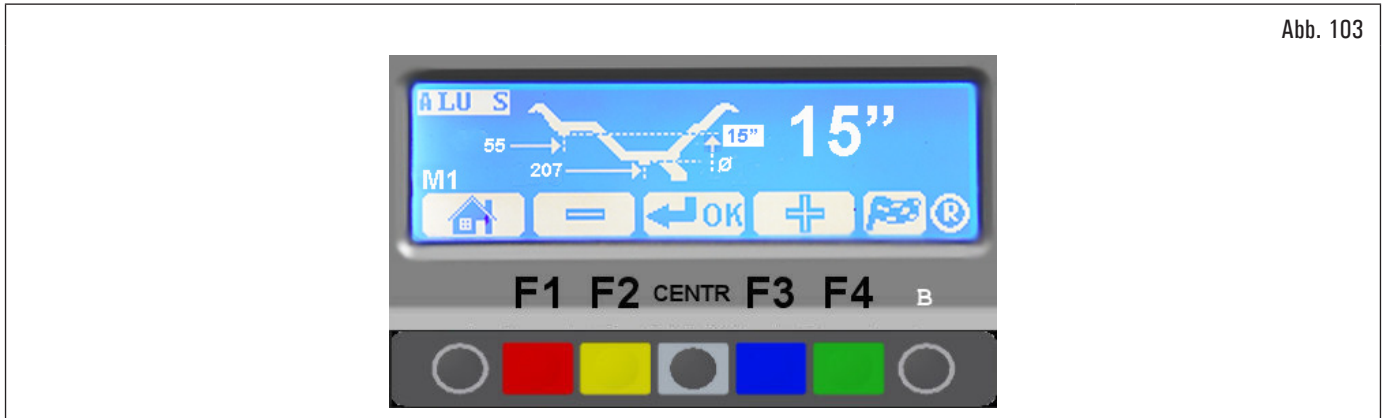 Abb. 103
ALU S
15”
15”
55
207
Ø
M1
OK
®
F1 F2 CENTR F3 F4 B